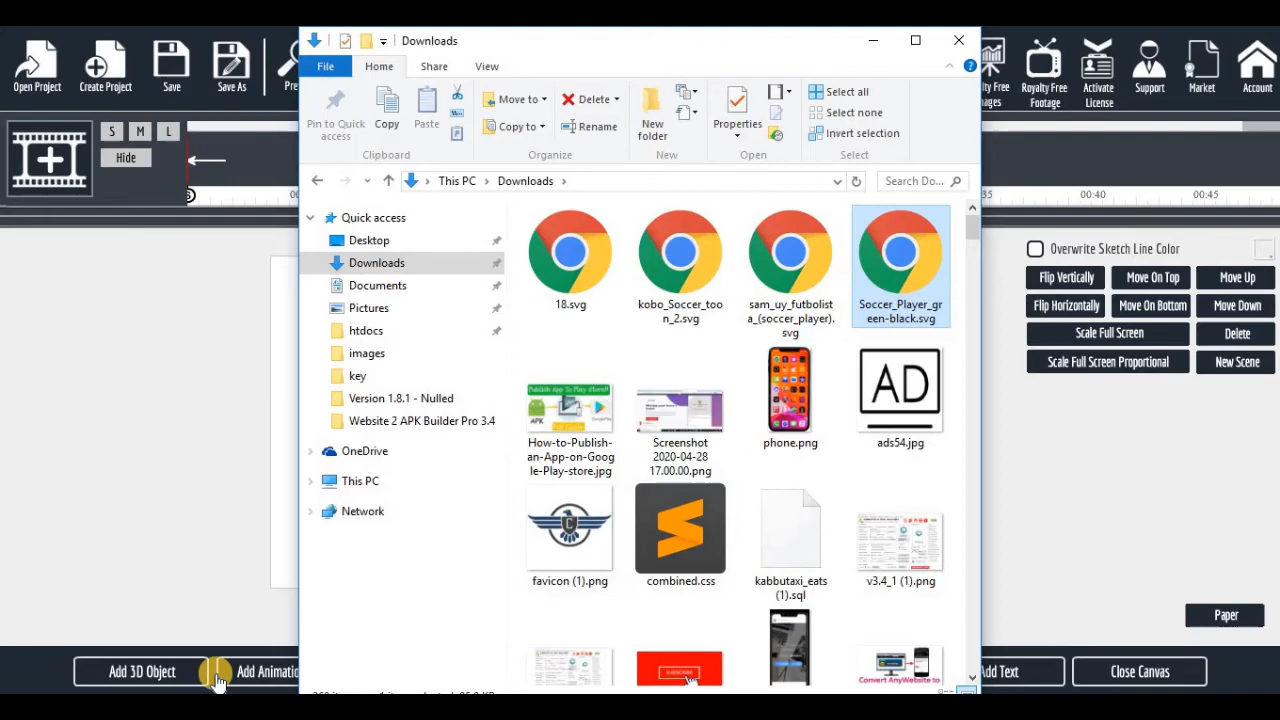 Downloads
File
Home
Share
View
Open Project
Create Project
Save
Save As
Pin to Quick
access
Copy
Paste
Clipboard
Move to
Copy to
Delete
Rename
Organize
New
folder
New
Properties
Open
Select all
Select none
Invert selection
Select
Royalty Free
Footage
Activate
License
Support
Market
Account
S
M
L
Hide
This PC
Downloads
Search Do...
35
00:40
00:45
Quick access
Desktop
Downloads
Documents
Pictures
htdocs
images
key
Version 1.8.1 - Nulled
Website 2 APK Builder Pro 3.4
OneDrive
This PC
Network
18.svg
kobo_Soccer_too
n_2.svg
sam_uy_futbolist
a_(soccer_player).
svg
Soccer_Player_gr
een-black.svg
How-to-Publish-
an-App-on-Goog
le-Play-store.jpg
Screenshot
2020-04-28
17.00.00.png
phone.png
AD
ads54.jpg
favicon (1).png
combined.css
kabbutaxi_eats
(1).sql
v3.4_1 (1).png
SUBSCRIBE
Convert AnyWebsite to
Overwrite Sketch Line Color
Flip Vertically
Move On Top
Move Up
Flip Horizontally
Move On Bottom
Move Down
Scale Full Screen
Delete
Scale Full Screen Proportional
New Scene
Paper
Add 3D Object
Add Animatio
Add Text
Close Canvas